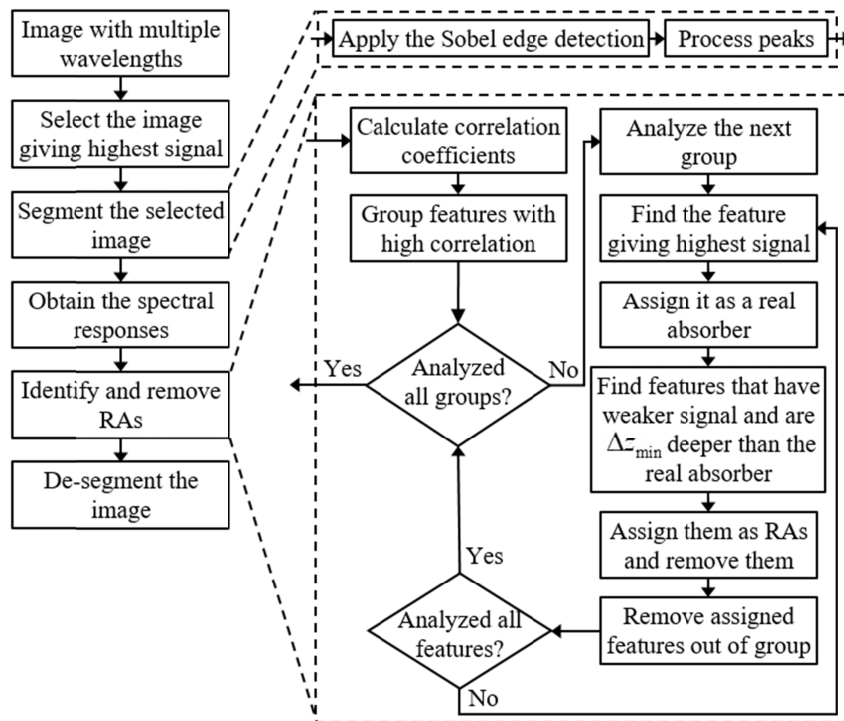 Image with multiple
wavelengths
Select the image
giving highest signal
Segment the selected
image
Obtain the spectral
responses
Identify and remove
RAs
De-segment the
image
Apply the Sobel edge detection
Process peaks
Calculate correlation
coefficients
Group features with
high correlation
Analyzed
all groups?
Yes
No
Analyze the next
group
Find the feature
giving highest signal
Assign it as a real
absorber
Find features that have
weaker signal and are
Δz_min deeper than the
real absorber
Assign them as RAs
and remove them
Remove assigned
features out of group
Analyzed all
features?
Yes
No